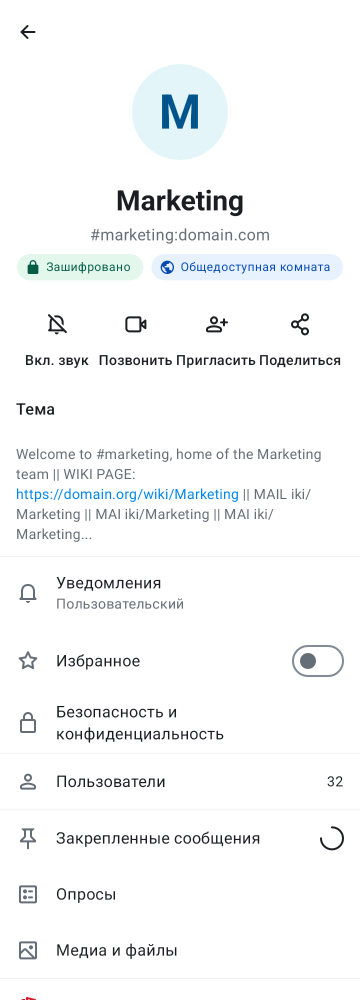 M
Marketing
#marketing:domain.com
Зашифровано Общедоступная комната
Вкл. звук Позвонить Пригласить Поделиться
Тема
Welcome to #marketing, home of the Marketing
team || WIKI PAGE:
https://domain.org/wiki/Marketing || MAIL iki/
Marketing || MAI iki/Marketing || MAI iki/
Marketing...
Уведомления
Пользовательский
Избранное
Безопасность и
конфиденциальность
Пользователи 32
Закрепленные сообщения
Опросы
Медиа и файлы